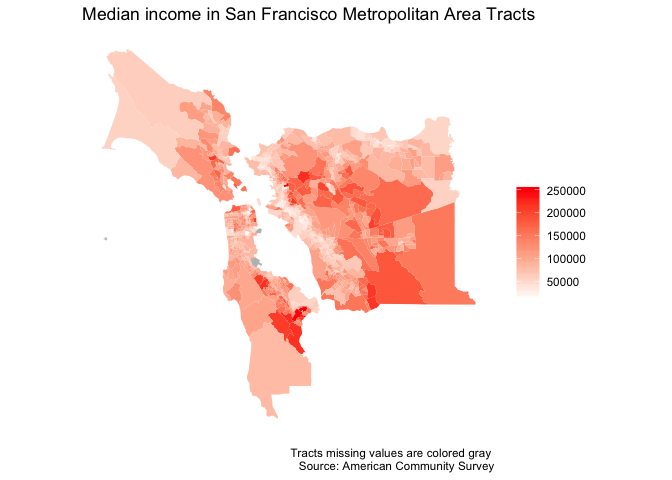 Median income in San Francisco Metropolitan Area Tracts
250000
200000
150000
100000
50000
Tracts missing values are colored gray
Source: American Community Survey